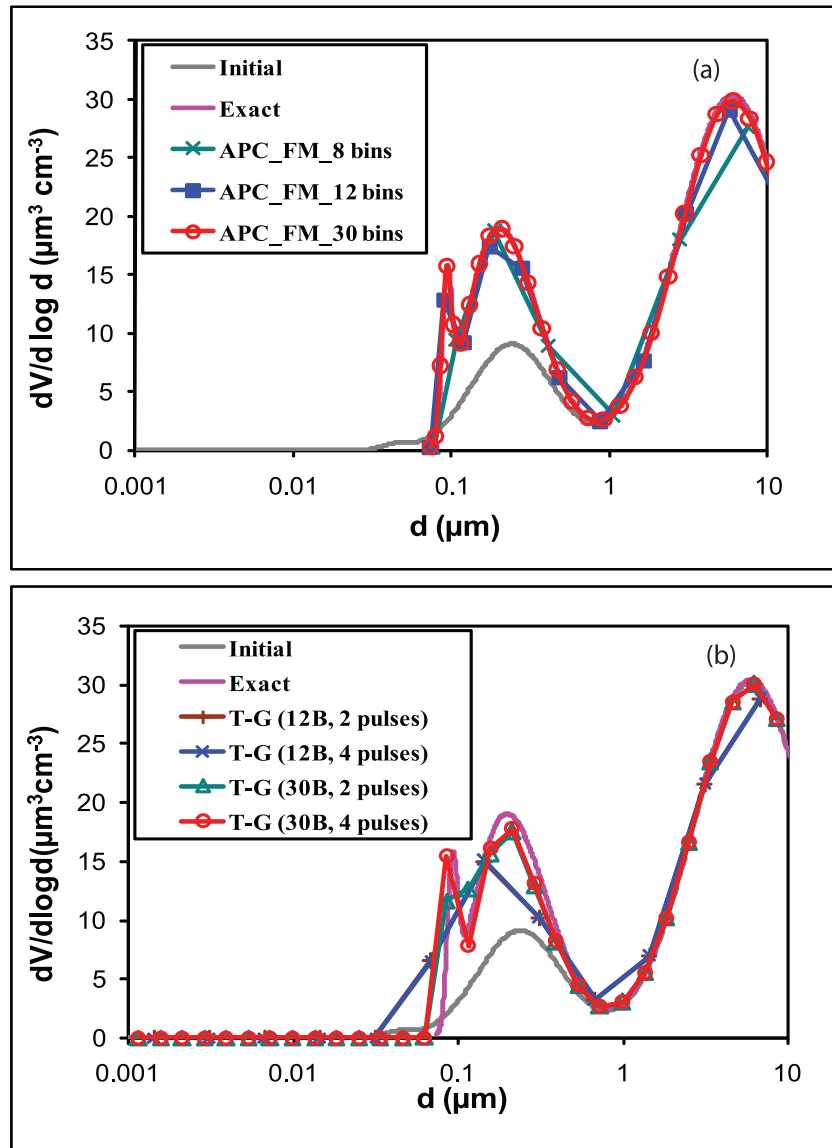 (a)
35
30
25
20
15
10
5
0
dV/d log d (µm³ cm⁻³)
Initial
Exact
APC_FM_8 bins
APC_FM_12 bins
APC_FM_30 bins
0.001 0.01 0.1 1 10
d (µm)
(b)
35
30
25
20
15
10
5
0
dV/dlogd(µm³cm⁻³)
Initial
Exact
T-G (12B, 2 pulses)
T-G (12B, 4 pulses)
T-G (30B, 2 pulses)
T-G (30B, 4 pulses)
0.001 0.01 0.1 1 10
d (µm)